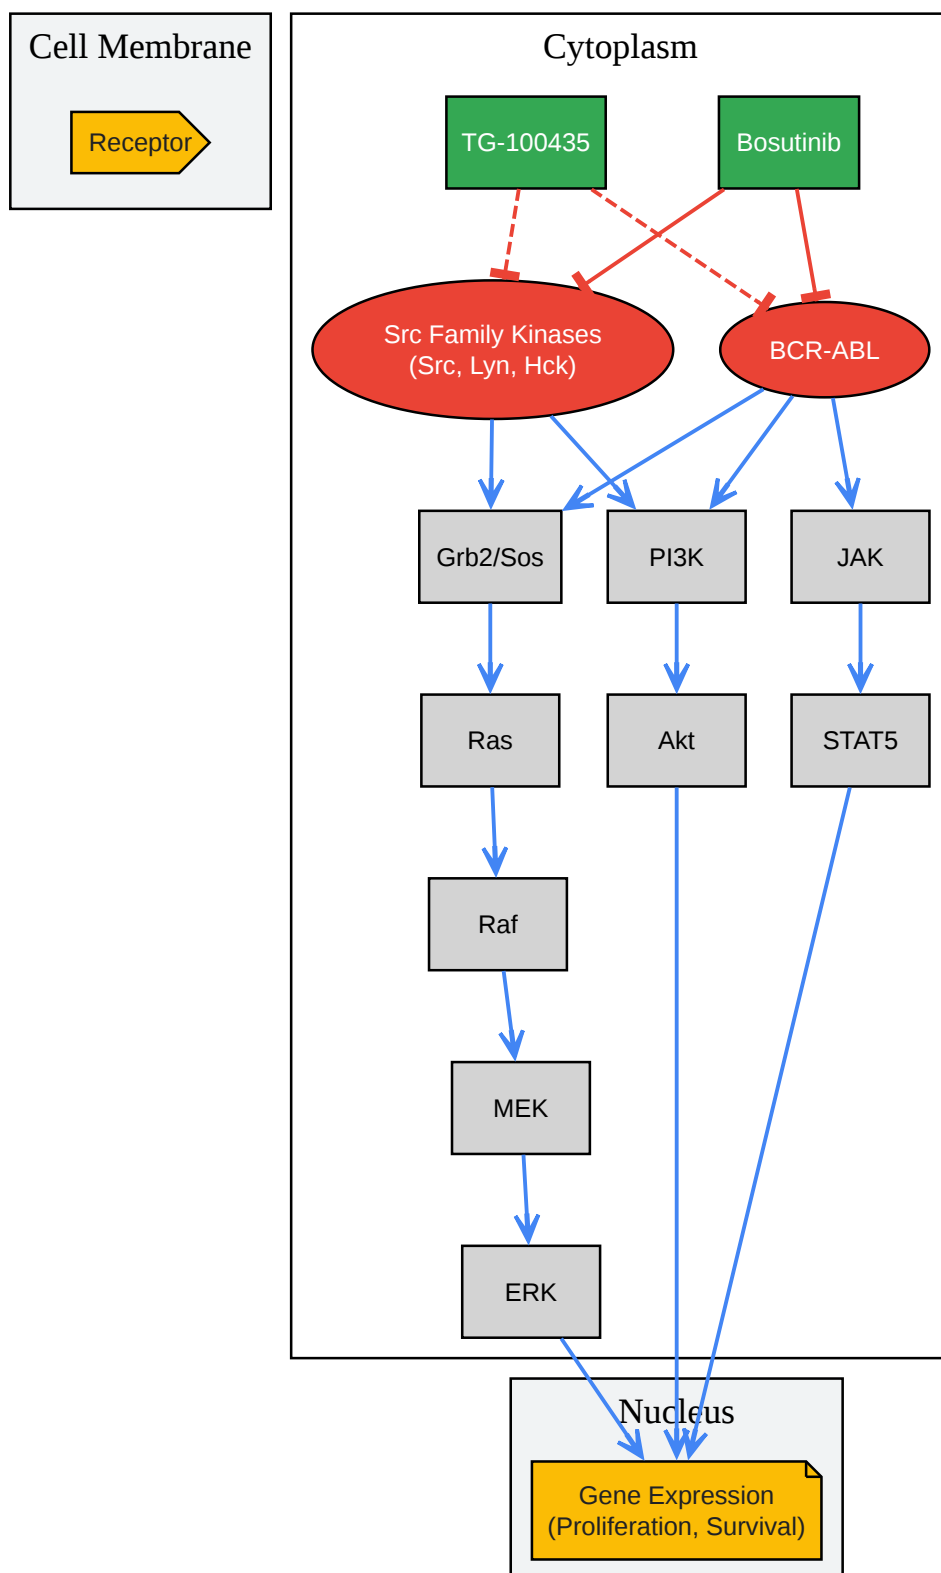 Cell Membrane
Receptor
Cytoplasm
TG-100435
Bosutinib
Src Family Kinases
(Src, Lyn, Hck)
BCR-ABL
Grb2/Sos
PI3K
JAK
Ras
Akt
STAT5
Raf
MEK
ERK
Nucleus
Gene Expression
(Proliferation, Survival)